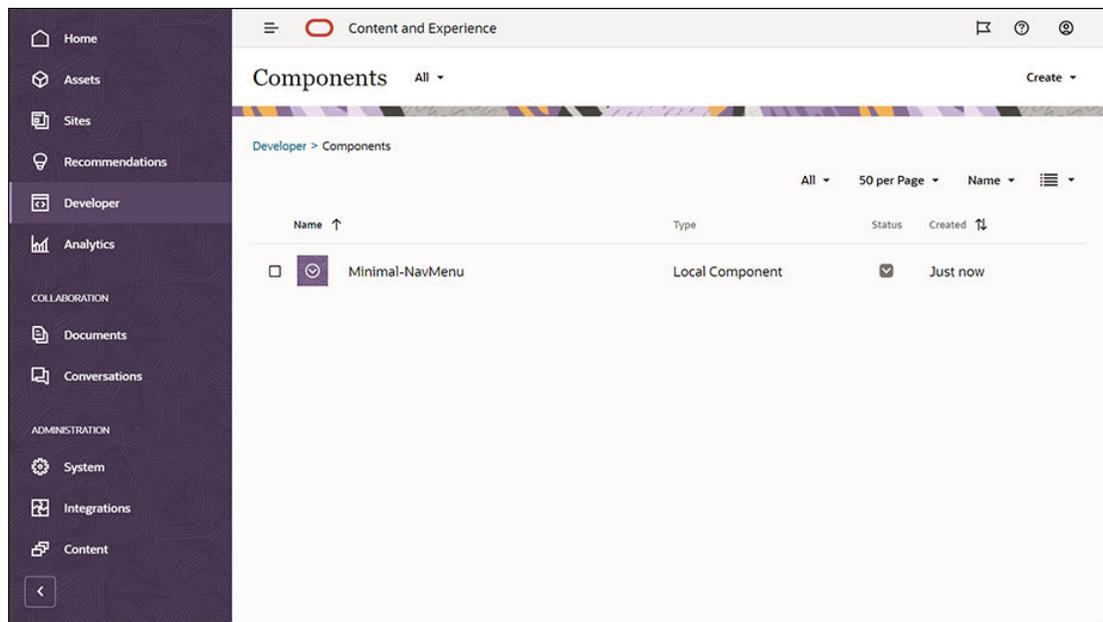 Home
Assets
Sites
Recommendations
Developer
Analytics
COLLABORATION
Documents
Conversations
ADMINISTRATION
System
Integrations
Content
Content and Experience
Components All
Create
Developer > Components
All 50 per Page Name
Name Type Status Created
Minimal-NavMenu Local Component Just now